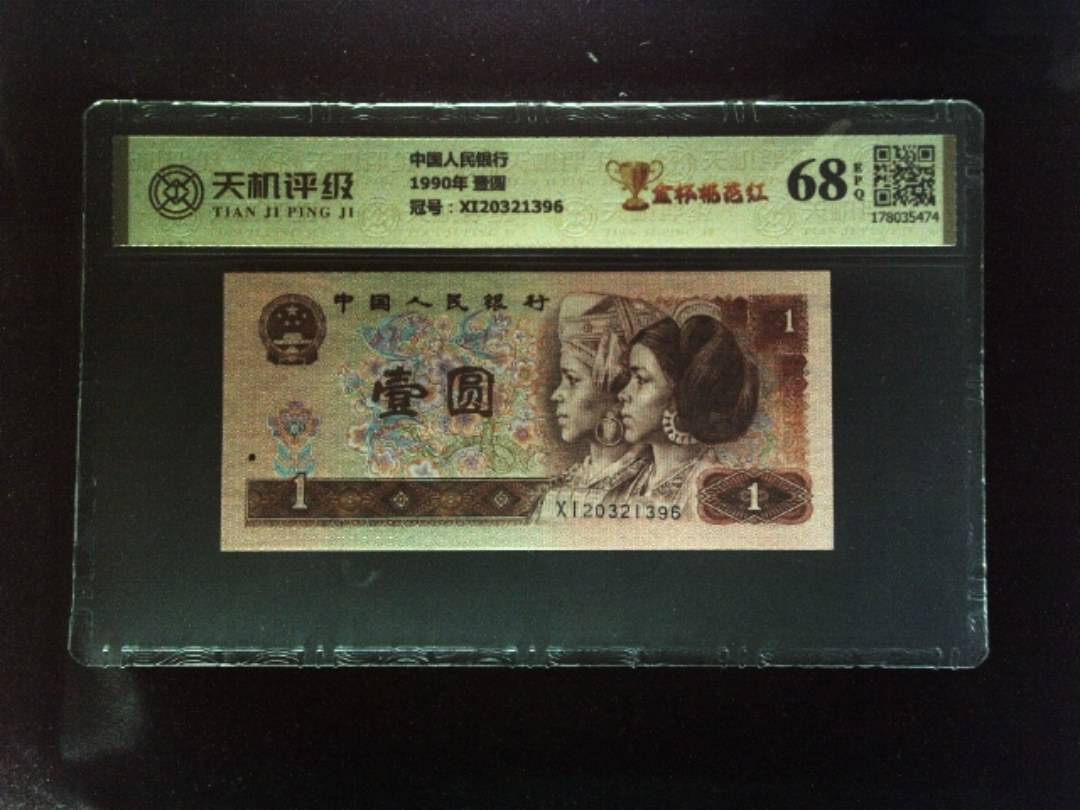 天机评级
TIAN JI PING JI
中国人民银行
1990年 壹圆
冠号：XI20321396
金杯桃花红
68
EPQ
178035474
中国人民银行
1
壹圆
1
XI20321396
1